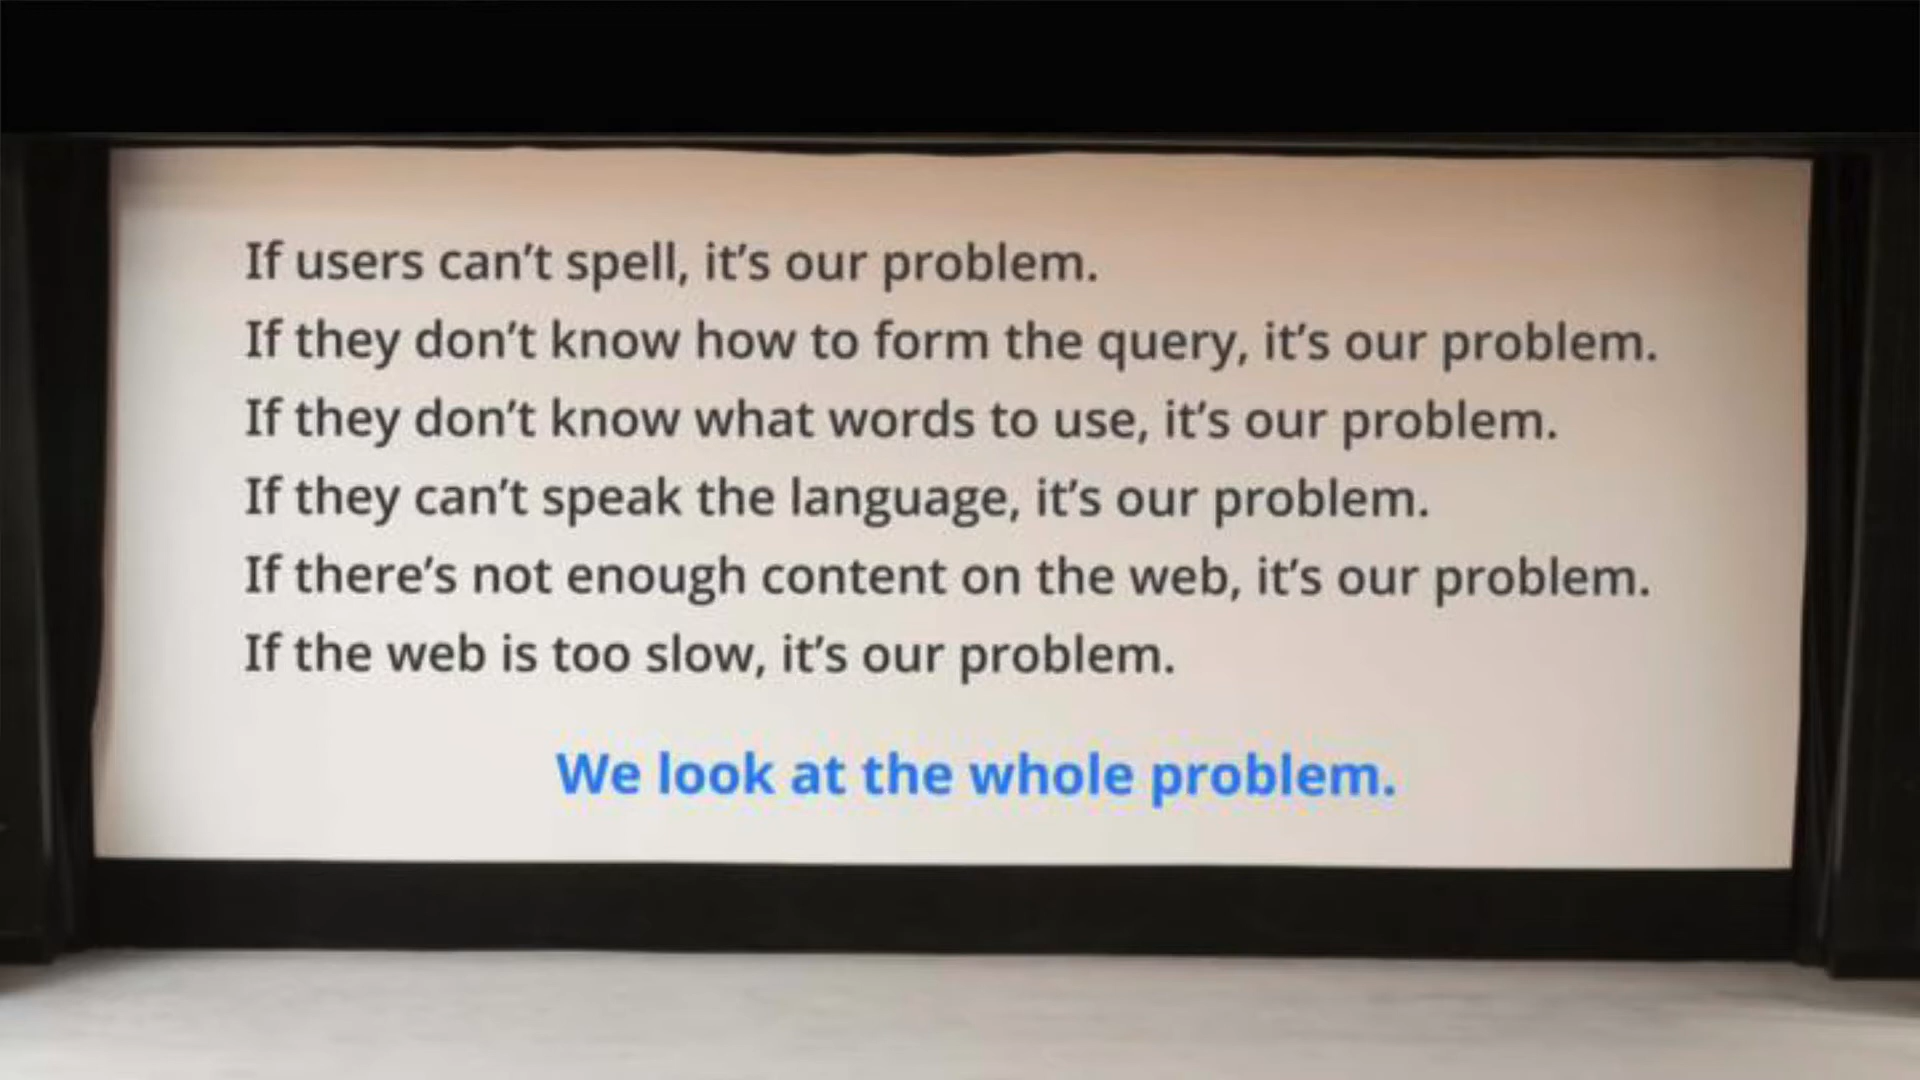 If users can’t spell, it’s our problem.
If they don’t know how to form the query, it’s our problem.
If they don’t know what words to use, it’s our problem.
If they can’t speak the language, it’s our problem.
If there’s not enough content on the web, it’s our problem.
If the web is too slow, it’s our problem.
We look at the whole problem.